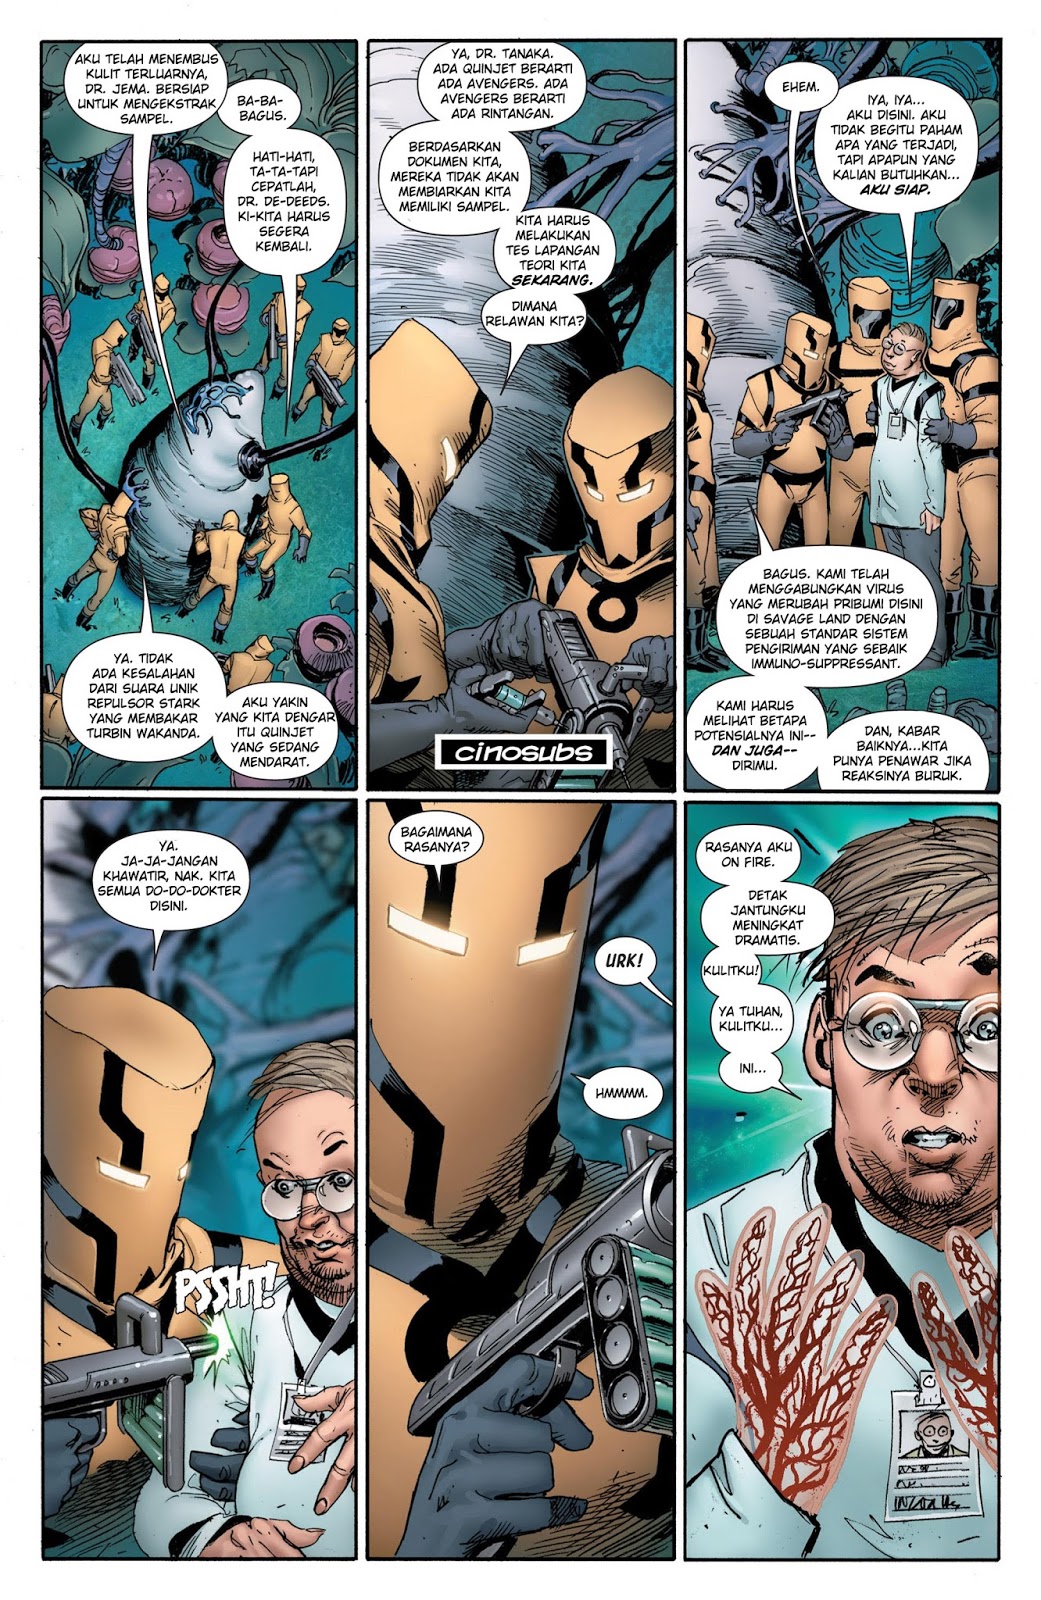 AKU TELAH MENEMBUS
KULIT TERLUARNYA,
DR. JEMA. BERSIAP
UNTUK MENGEKSTRAK
SAMPEL.
BA-BA-
BAGUS.
HATI-HATI,
TA-TA-TAPI
CEPATLAH,
DR. DE-DEEDS.
KI-KITA HARUS
SEGERA
KEMBALI.
YA. TIDAK
ADA KESALAHAN
DARI SUARA UNIK
REPULSOR STARK
YANG MEMBAKAR
TURBIN WAKANDA.
AKU YAKIN
YANG KITA DENGAR
ITU QUINJET
YANG SEDANG
MENDARAT.
YA, DR. TANAKA.
ADA QUINJET BERARTI
ADA AVENGERS. ADA
AVENGERS BERARTI
ADA RINTANGAN.
BERDASARKAN
DOKUMEN KITA,
MEREKA TIDAK AKAN
MEMBIARKAN KITA
MEMILIKI SAMPEL.
KITA HARUS
MELAKUKAN
TES LAPANGAN
TEORI KITA
SEKARANG.
DIMANA
RELAWAN KITA?
cinosubs
EHEM.
IYA, IYA...
AKU DISINI. AKU
TIDAK BEGITU PAHAM
APA YANG TERJADI,
TAPI APAPUN YANG
KALIAN BUTUHKAN...
AKU SIAP.
BAGUS. KAMI TELAH
MENGGABUNGKAN VIRUS
YANG MERUBAH PRIBUMI DISINI
DI SAVAGE LAND DENGAN
SEBUAH STANDAR SISTEM
PENGIRIMAN YANG SEBAIK
IMMUNO-SUPPRESSANT.
KAMI HARUS
MELIHAT BETAPA
POTENSIALNYA INI--
DAN JUGA--
DIRIMU.
DAN, KABAR
BAIKNYA...KITA
PUNYA PENAWAR JIKA
REAKSINYA BURUK.
YA.
JA-JA-JANGAN
KHAWATIR, NAK. KITA
SEMUA DO-DO-DOKTER
DISINI.
PSSHT!
BAGAIMANA
RASANYA?
URK!
HMMMM.
RASANYA AKU
ON FIRE.
DETAK
JANTUNGKU
MENINGKAT
DRAMATIS.
KULITKU!
YA TUHAN,
KULITKU...
INI...